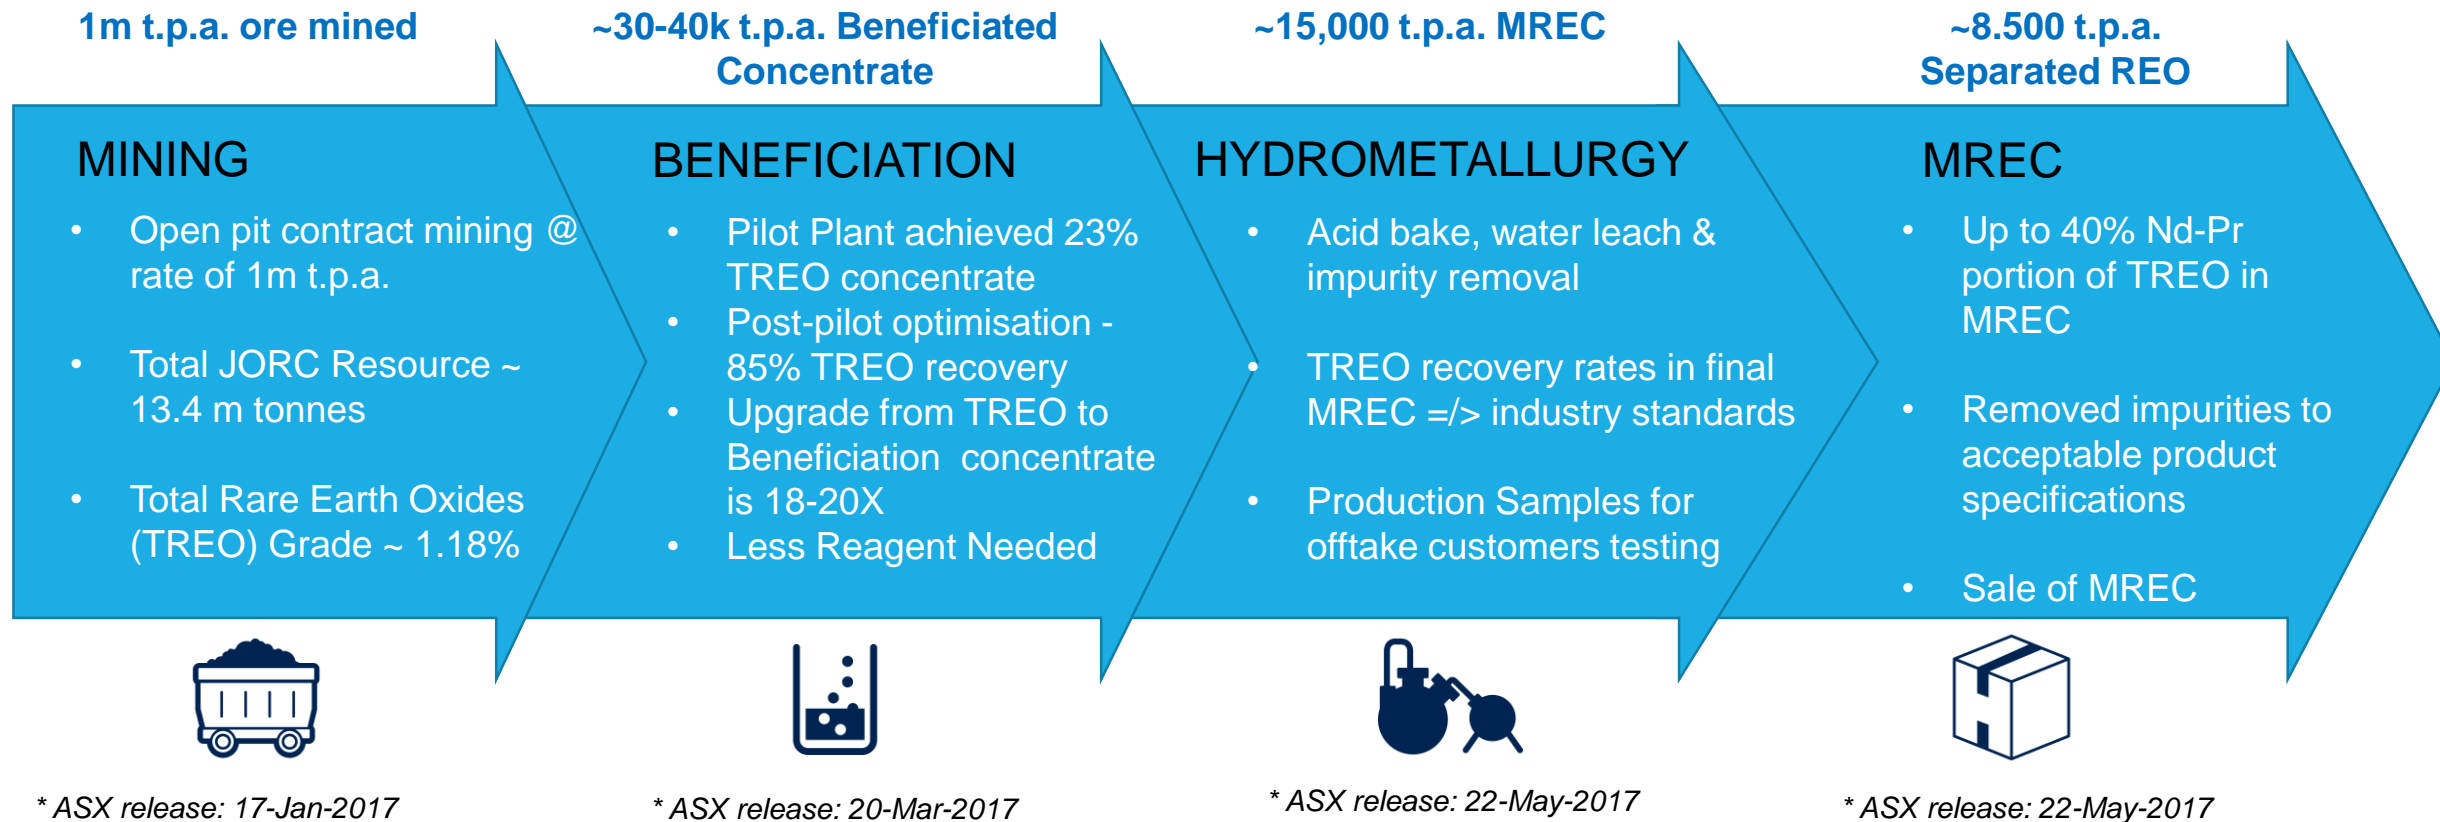 1m t.p.a. ore mined
~30-40k t.p.a. Beneficiated
Concentrate
~15,000 t.p.a. MREC
~8.500 t.p.a.
Separated REO
MINING
• Open pit contract mining @
rate of 1m t.p.a.
• Total JORC Resource ~
13.4 m tonnes
• Total Rare Earth Oxides
(TREO) Grade ~ 1.18%
* ASX release: 17-Jan-2017
BENEFICIATION
• Pilot Plant achieved 23%
TREO concentrate
• Post-pilot optimisation -
85% TREO recovery
• Upgrade from TREO to
Beneficiation concentrate
is 18-20X
• Less Reagent Needed
* ASX release: 20-Mar-2017
HYDROMETALLURGY
• Acid bake, water leach &
impurity removal
• TREO recovery rates in final
MREC =/> industry standards
• Production Samples for
offtake customers testing
* ASX release: 22-May-2017
MREC
• Up to 40% Nd-Pr
portion of TREO in
MREC
• Removed impurities to
acceptable product
specifications
• Sale of MREC
* ASX release: 22-May-2017